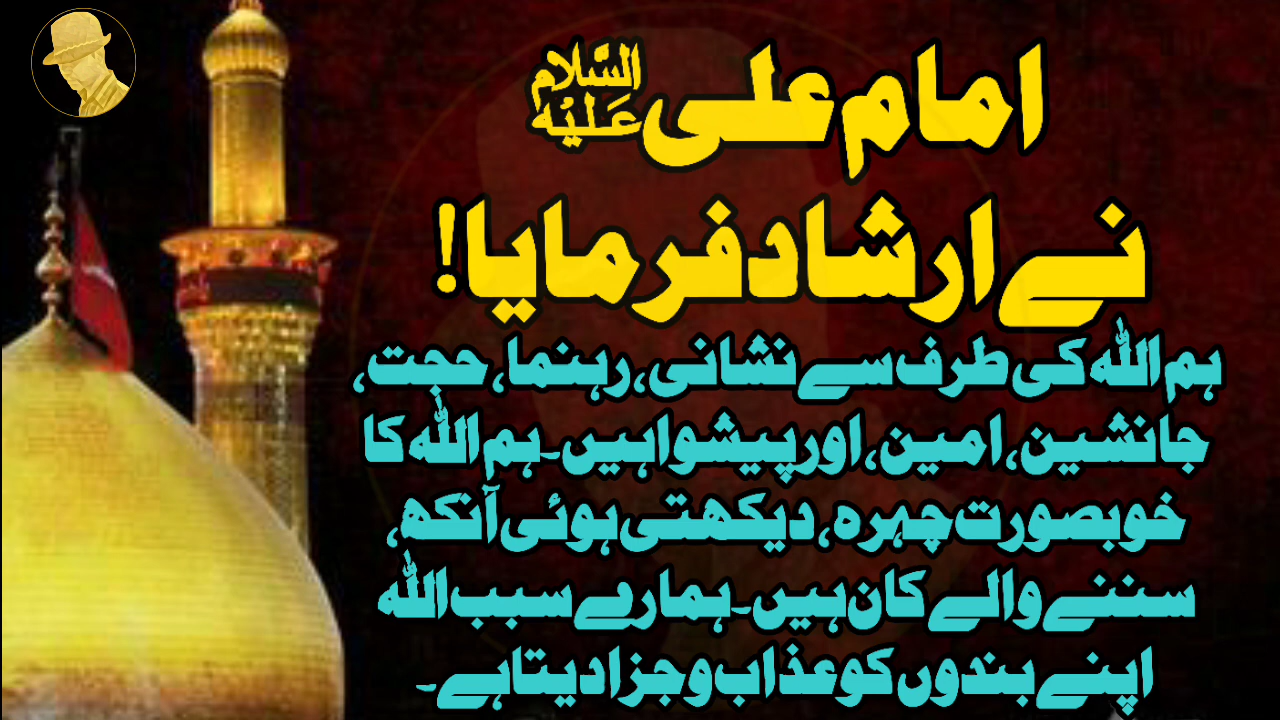 امام علی عَلَیْهِ السَّلام
نے ارشاد فرمایا!
ہم اللہ کی طرف سے نشانی، رہنما، حجت،
جانشین، امین، اور پیشوا ہیں۔ ہم اللہ کا
خوبصورت چہرہ، دیکھتی ہوئی آنکھ،
سننے والے کان ہیں۔ ہمارے سبب اللہ
اپنے بندوں کو عذاب و جزا دیتا ہے۔